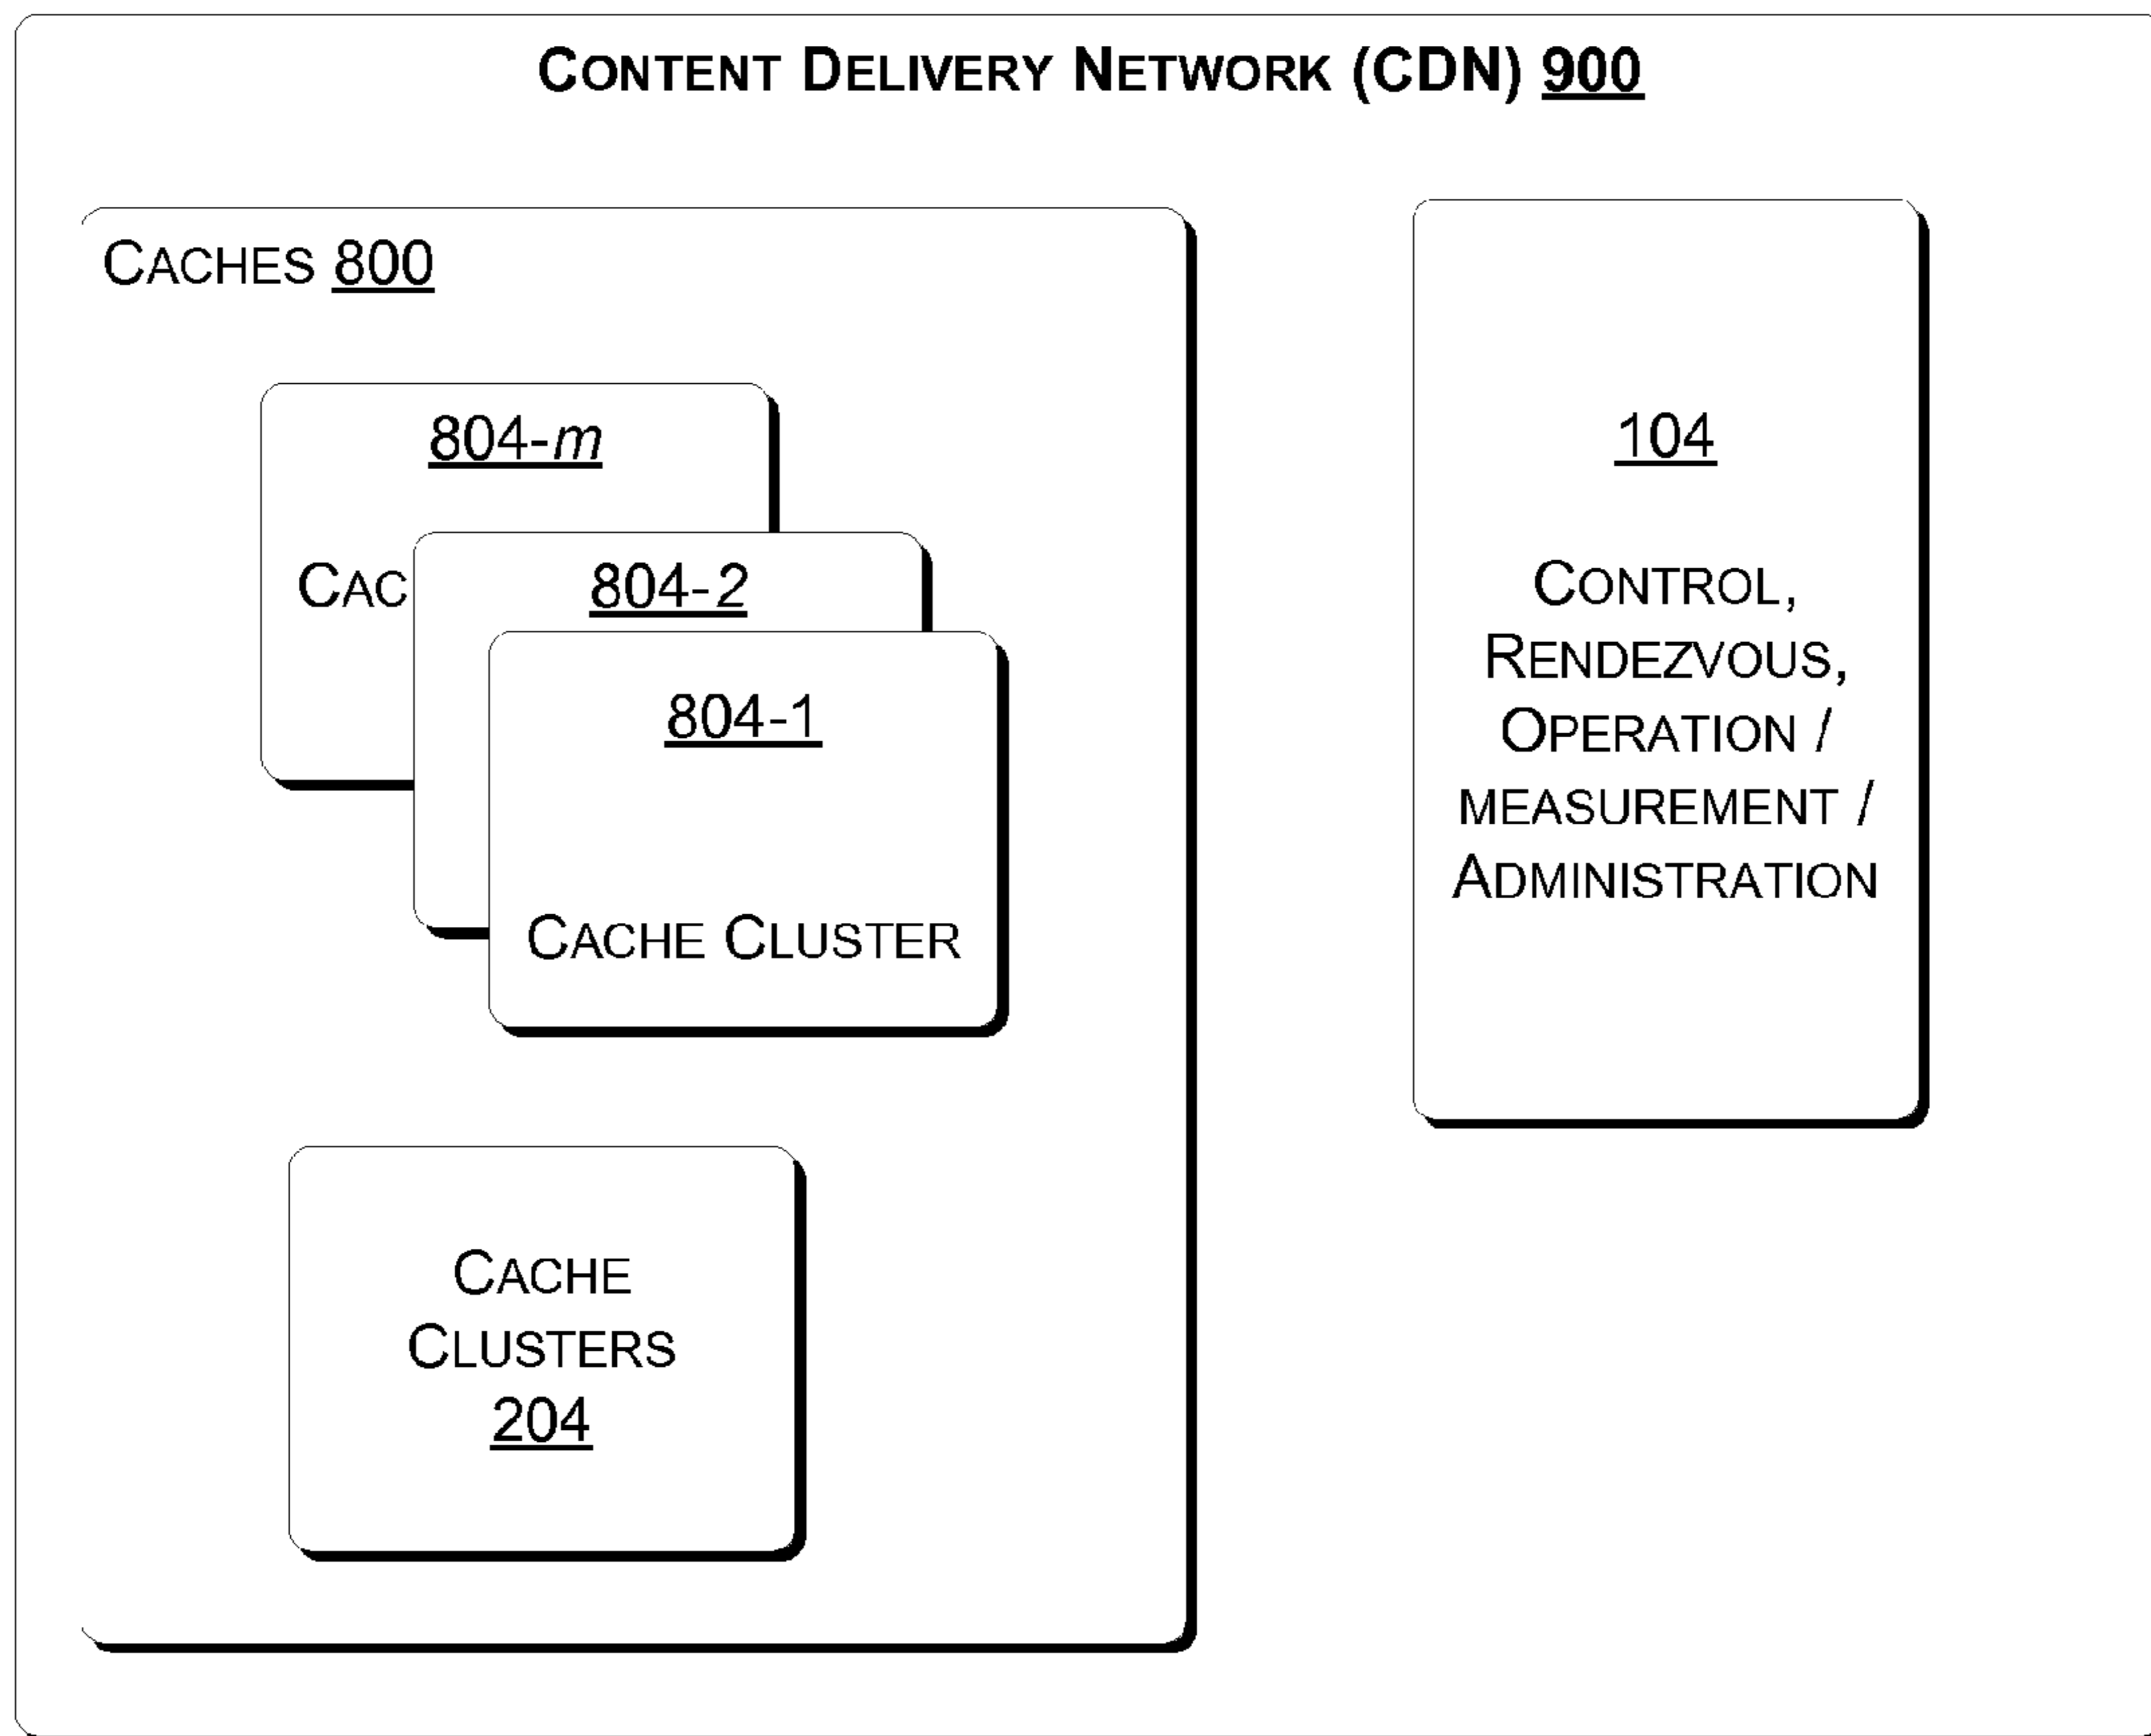 CONTENT DELIVERY NETWORK (CDN) 900
CACHES 800
804-m
CAC
804-2
804-1
CACHE CLUSTER
CACHE
CLUSTERS
204
104
CONTROL,
RENDEZVOUS,
OPERATION /
MEASUREMENT /
ADMINISTRATION